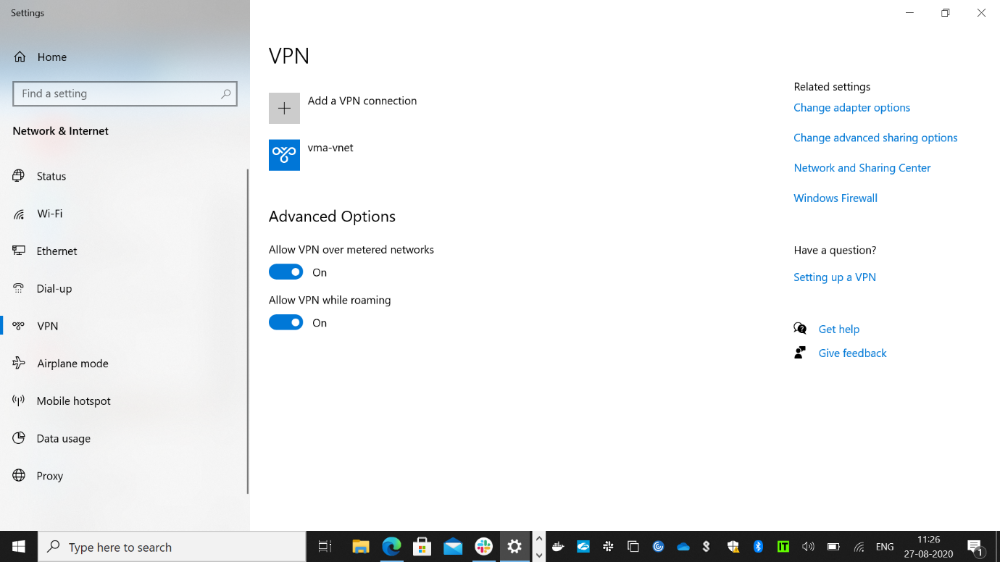 Settings
Home
Find a setting
Network & Internet
Status
Wi-Fi
Ethernet
Dial-up
VPN
Airplane mode
Mobile hotspot
Data usage
Proxy
VPN
Add a VPN connection
vma-vnet
Advanced Options
Allow VPN over metered networks
On
Allow VPN while roaming
On
Related settings
Change adapter options
Change advanced sharing options
Network and Sharing Center
Windows Firewall
Have a question?
Setting up a VPN
Get help
Give feedback
Type here to search
ENG
11:26
27-08-2020
1